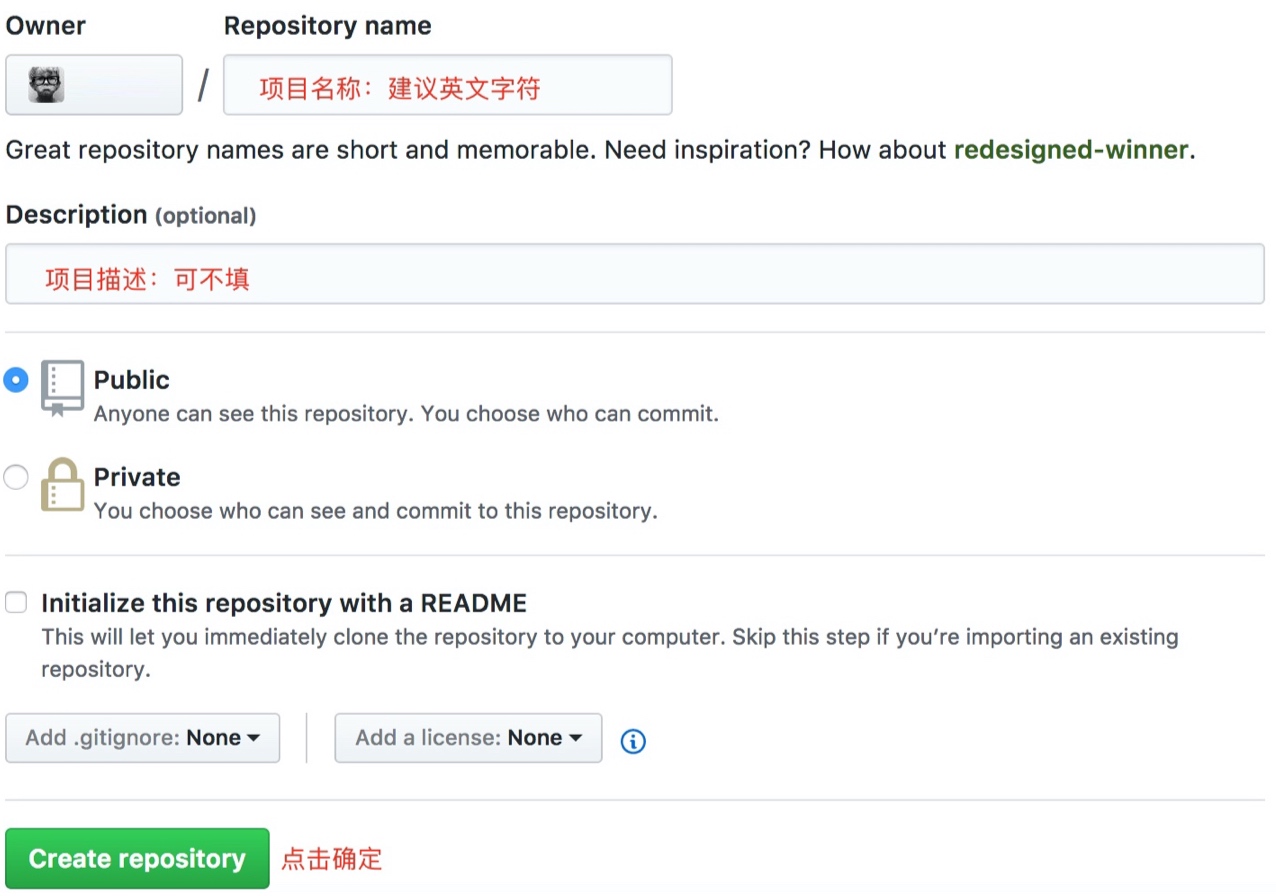 Owner
Repository name
/
项目名称：建议英文字符
Great repository names are short and memorable. Need inspiration? How about redesigned-winner.
Description (optional)
项目描述：可不填
Public
Anyone can see this repository. You choose who can commit.
Private
You choose who can see and commit to this repository.
Initialize this repository with a README
This will let you immediately clone the repository to your computer. Skip this step if you’re importing an existing
repository.
Add .gitignore: None
Add a license: None
Create repository
点击确定